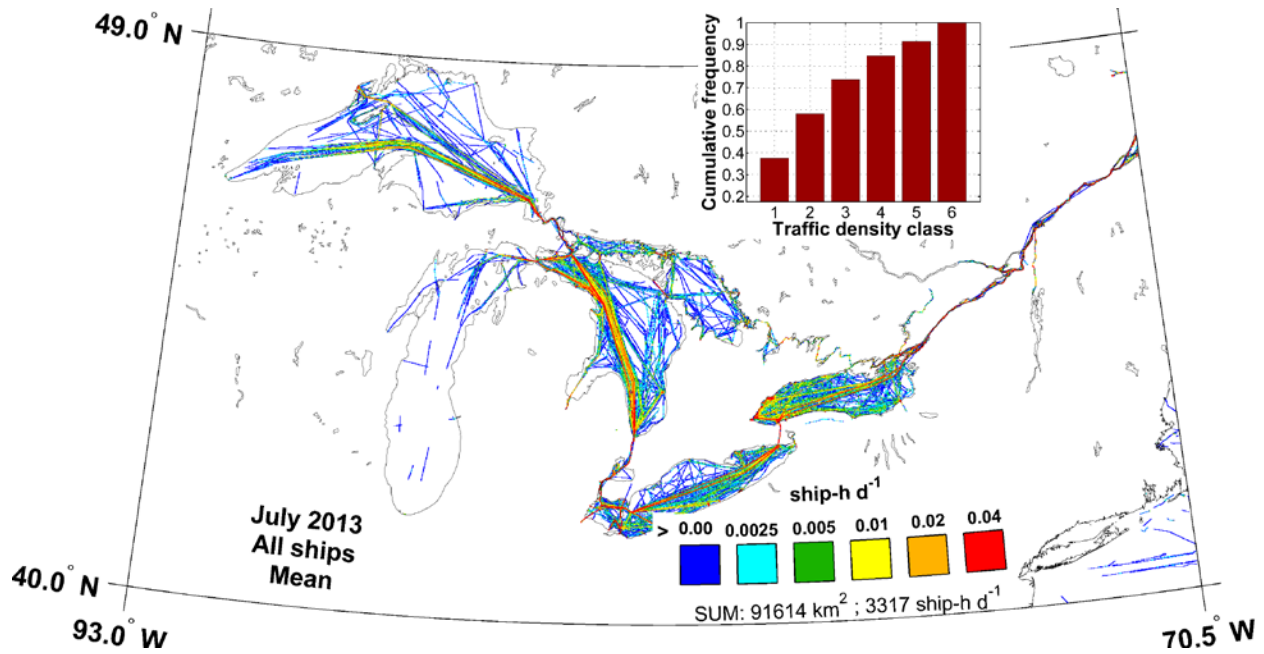 49.0° N
Cumulative frequency
1
0.9
0.8
0.7
0.6
0.5
0.4
0.3
0.2
1 2 3 4 5 6
Traffic density class
ship-h d⁻¹
> 0.00 0.0025 0.005 0.01 0.02 0.04
July 2013
All ships
Mean
SUM: 91614 km² ; 3317 ship-h d⁻¹
40.0° N
93.0° W
70.5° W